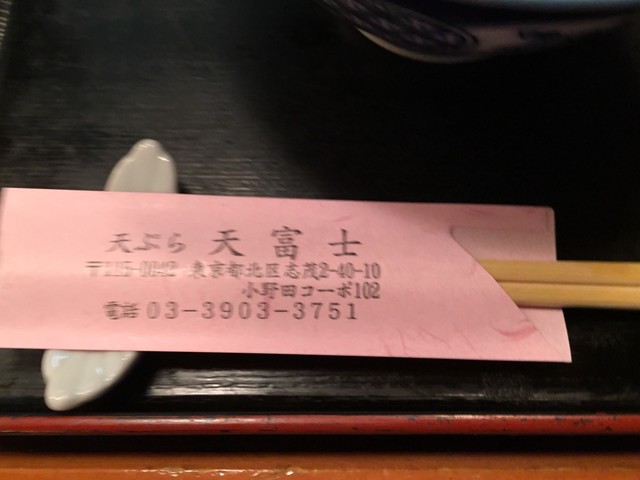 天ぷら 天富士
〒115-0042 東京都北区志茂2-40-10
小野田コーポ102
電話 03-3903-3751